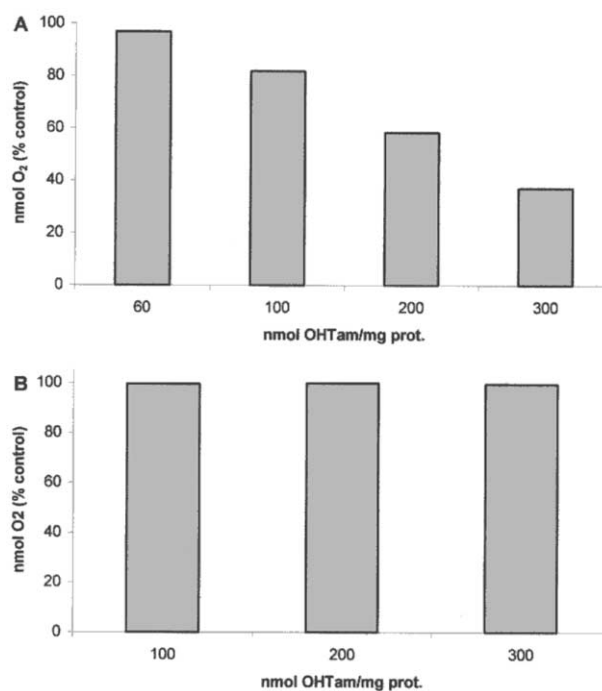 A
nmol O₂ (% control)
100
80
60
40
20
0
60 100 200 300
nmol OHTam/mg prot.
B
nmol O2 (% control)
100
80
60
40
20
0
100 200 300
nmol OHTam/mg prot.